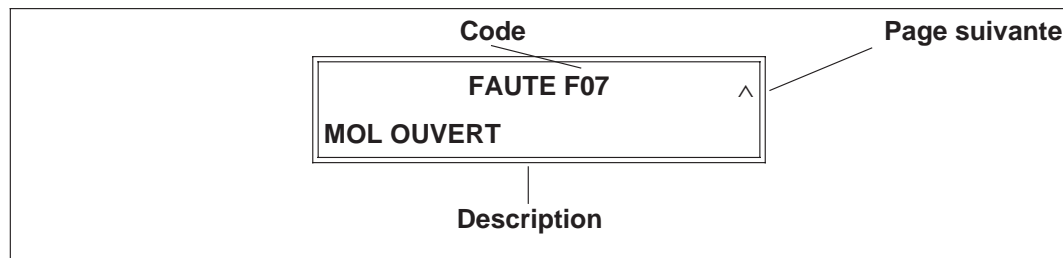 Code
Page suivante
FAUTE F07
^
MOL OUVERT
Description